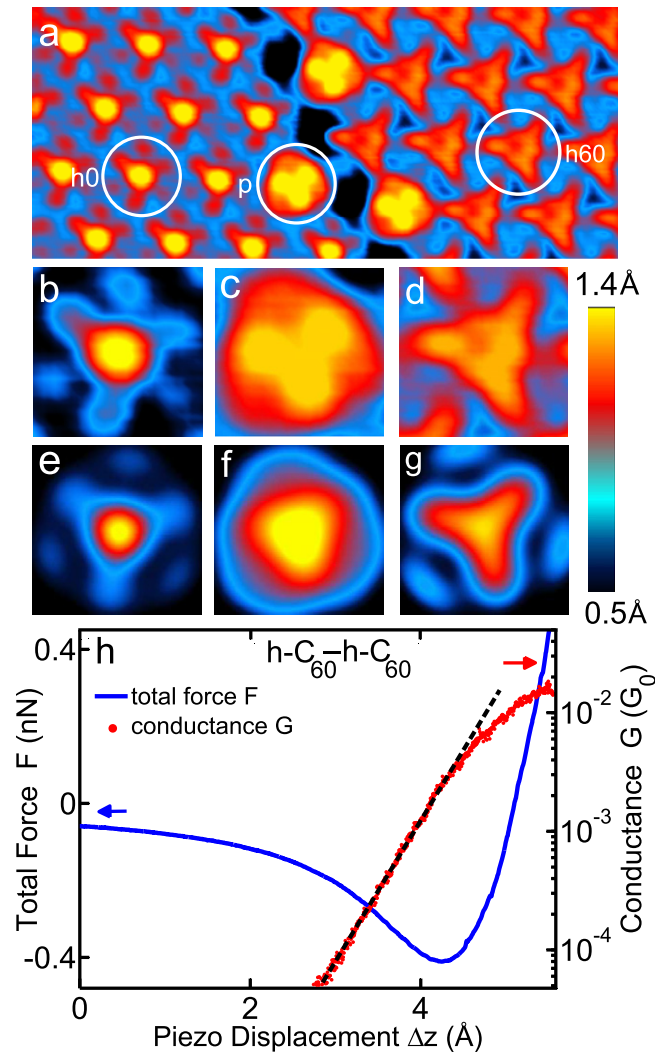 a
h0
p
h60
b
c
d
1.4Å
e
f
g
0.5Å
h
h-C60–h-C60
total force F
conductance G
Total Force F (nN)
0.4
0
-0.4
Conductance G (G0)
10-2
10-3
10-4
0
2
4
Piezo Displacement Δz (Å)